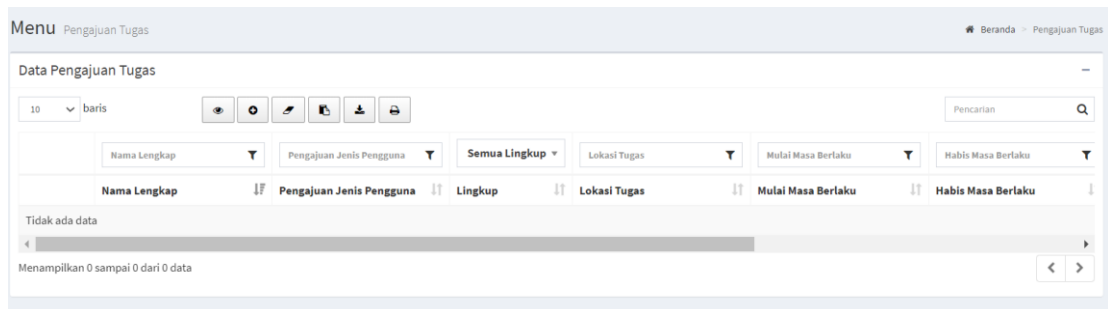 Menu Pengajuan Tugas
Beranda > Pengajuan Tugas
Data Pengajuan Tugas
10 baris
Pencarian
Nama Lengkap Pengajuan Jenis Pengguna Semua Lingkup Lokasi Tugas Mulai Masa Berlaku Habis Masa Berlaku
Nama Lengkap Pengajuan Jenis Pengguna Lingkup Lokasi Tugas Mulai Masa Berlaku Habis Masa Berlaku
Tidak ada data
Menampilkan 0 sampai 0 dari 0 data